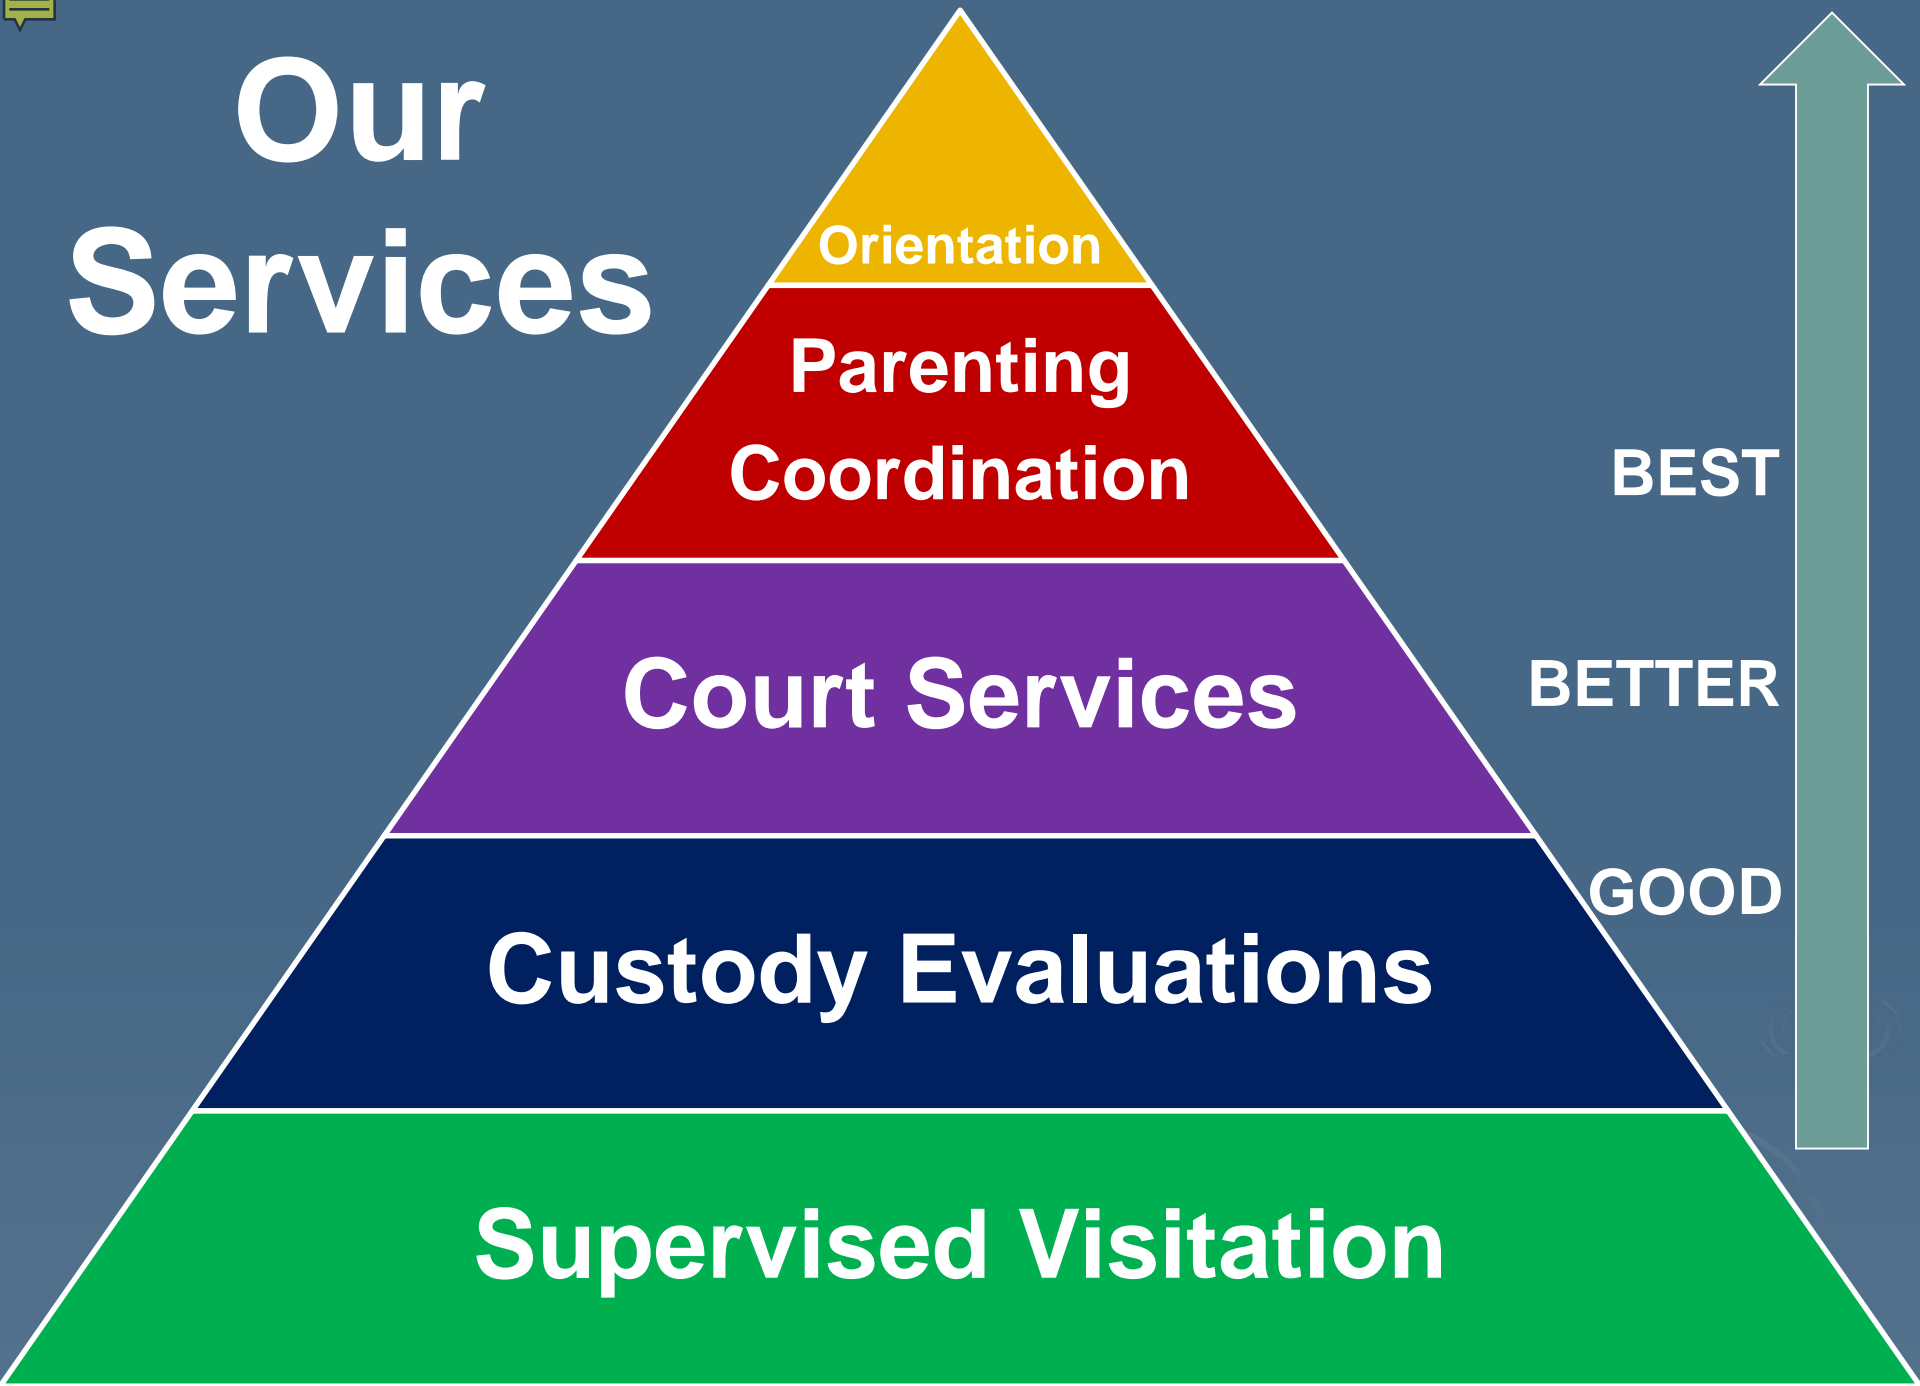 Our
Services
Orientation
Parenting
Coordination
BEST
Court Services
BETTER
GOOD
Custody Evaluations
Supervised Visitation